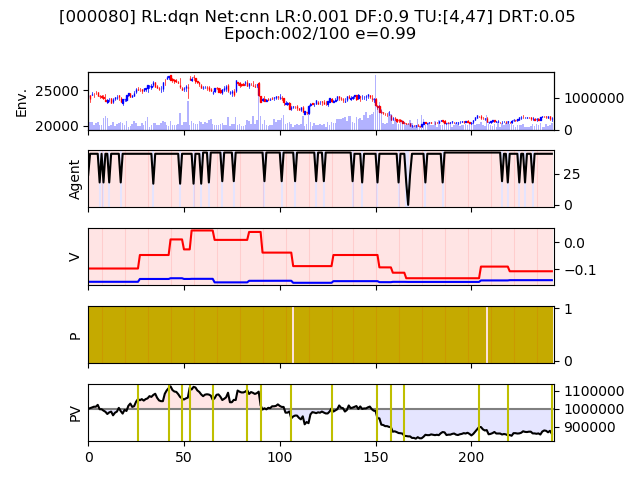 [000080] RL:dqn Net:cnn LR:0.001 DF:0.9 TU:[4,47] DRT:0.05
Epoch:002/100 e=0.99
Env.
25000
20000
1000000
0
Agent
25
0
V
0.0
−0.1
P
1
0
PV
1100000
1000000
900000
0
50
100
150
200